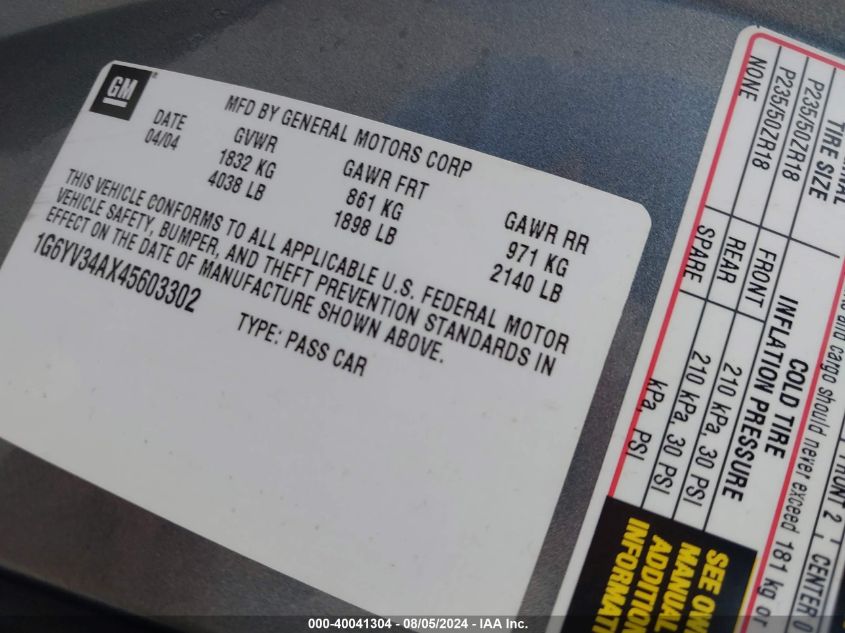 GM
MFD BY GENERAL MOTORS CORP
DATE GVWR GAWR FRT GAWR RR
04/04 1832 KG 861 KG 971 KG
4038 LB 1898 LB 2140 LB
THIS VEHICLE CONFORMS TO ALL APPLICABLE U.S. FEDERAL MOTOR
VEHICLE SAFETY, BUMPER, AND THEFT PREVENTION STANDARDS IN
EFFECT ON THE DATE OF MANUFACTURE SHOWN ABOVE.
1G6YV34AX45603302
TYPE: PASS CAR
and cargo should never exceed 181 kg or
2 CENTER
TIRE SIZE COLD TIRE
INFLATION PRESSURE
P235/50ZR18 FRONT 210 kPa, 30 PSI
P235/50ZR18 REAR 210 kPa, 30 PSI
NONE SPARE kPa, PSI
SEE
MANUAL
000-40041304 - 08/05/2024 - IAA Inc.